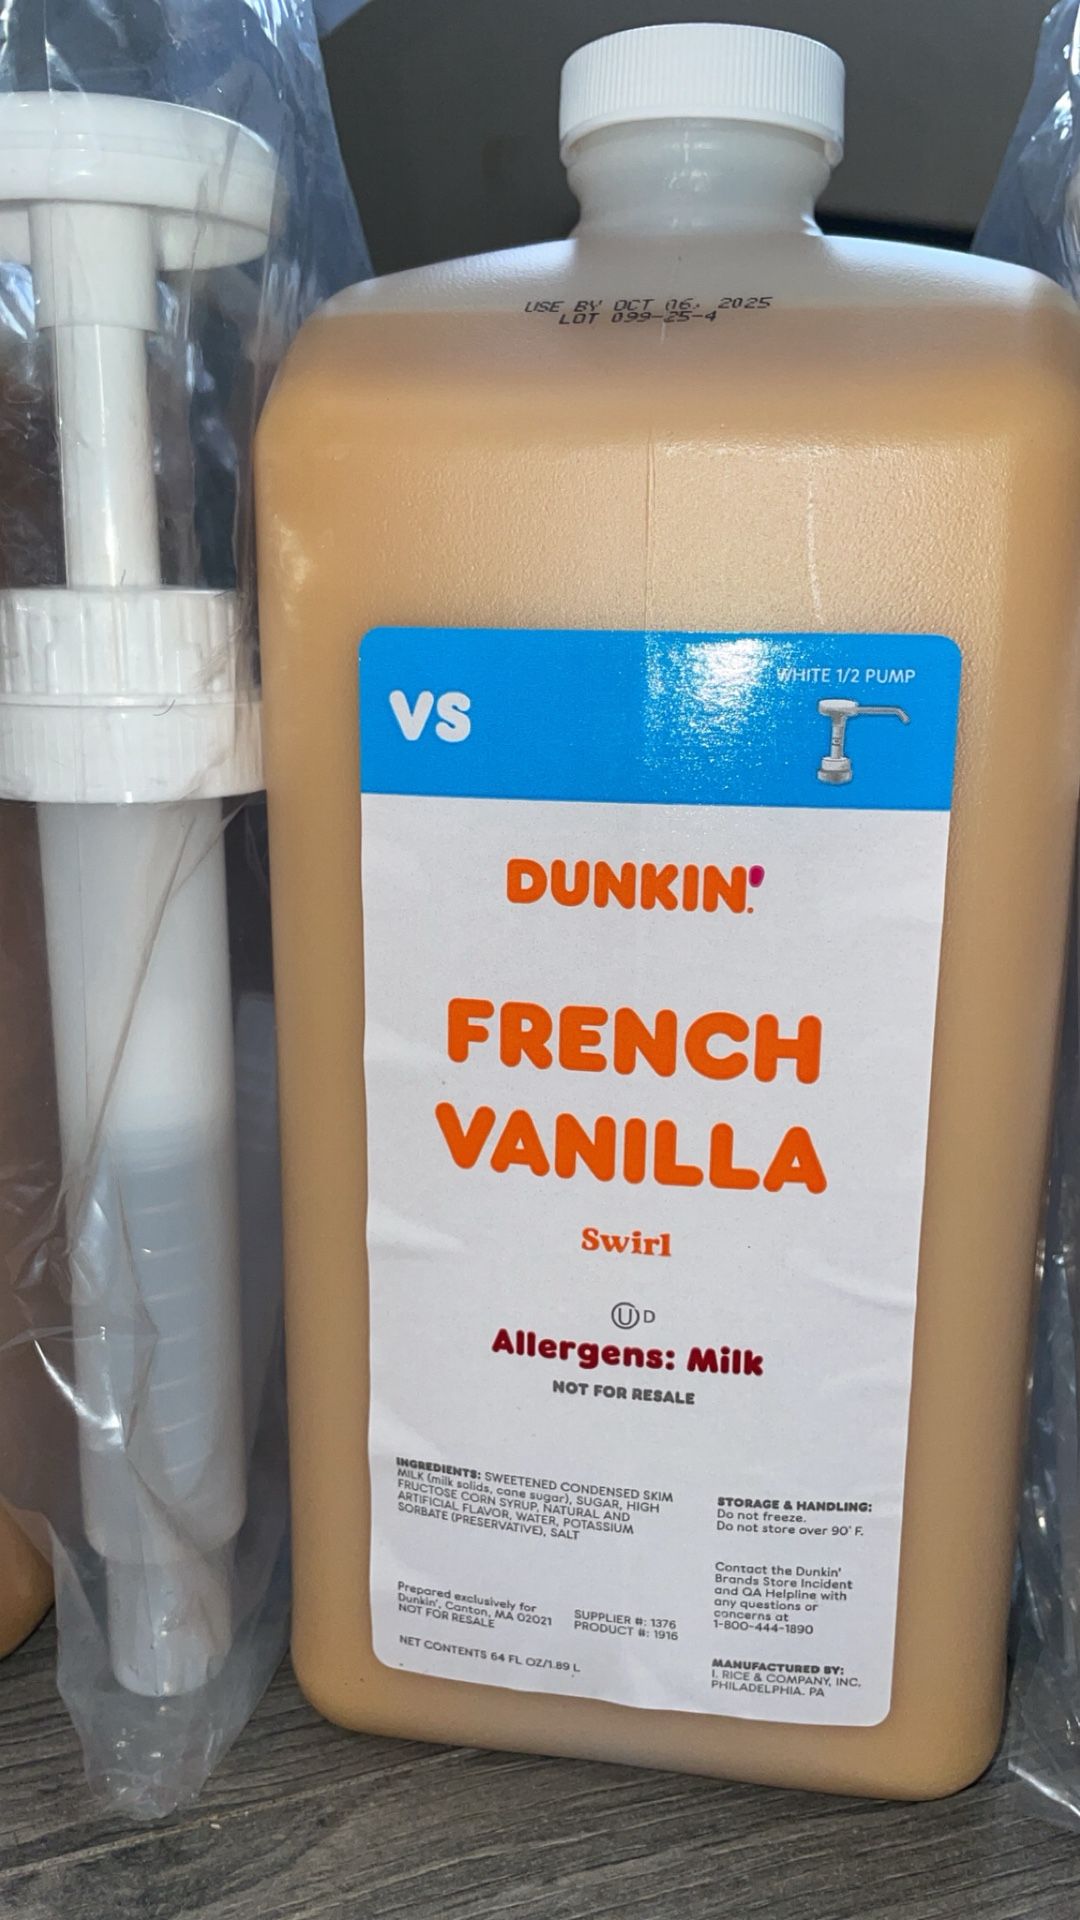 USE BY OCT 06, 2025
LOT 099-25-4
VS
WHITE 1/2 PUMP
DUNKIN'
FRENCH
VANILLA
Swirl
Ⓤ D
Allergens: Milk
NOT FOR RESALE
INGREDIENTS: SWEETENED CONDENSED SKIM
MILK (milk solids, cane sugar), SUGAR, HIGH
FRUCTOSE CORN SYRUP, NATURAL AND
ARTIFICIAL FLAVOR, WATER, POTASSIUM
SORBATE (PRESERVATIVE), SALT
STORAGE & HANDLING:
Do not freeze.
Do not store over 90° F.
Contact the Dunkin'
Brands Store Incident
and QA Helpline with
any questions or
concerns at
1-800-444-1890
Prepared exclusively for
Dunkin', Canton, MA 02021
NOT FOR RESALE
SUPPLIER #: 1376
PRODUCT #: 1916
NET CONTENTS 64 FL OZ/1.89 L
MANUFACTURED BY:
I. RICE & COMPANY, INC.
PHILADELPHIA. PA